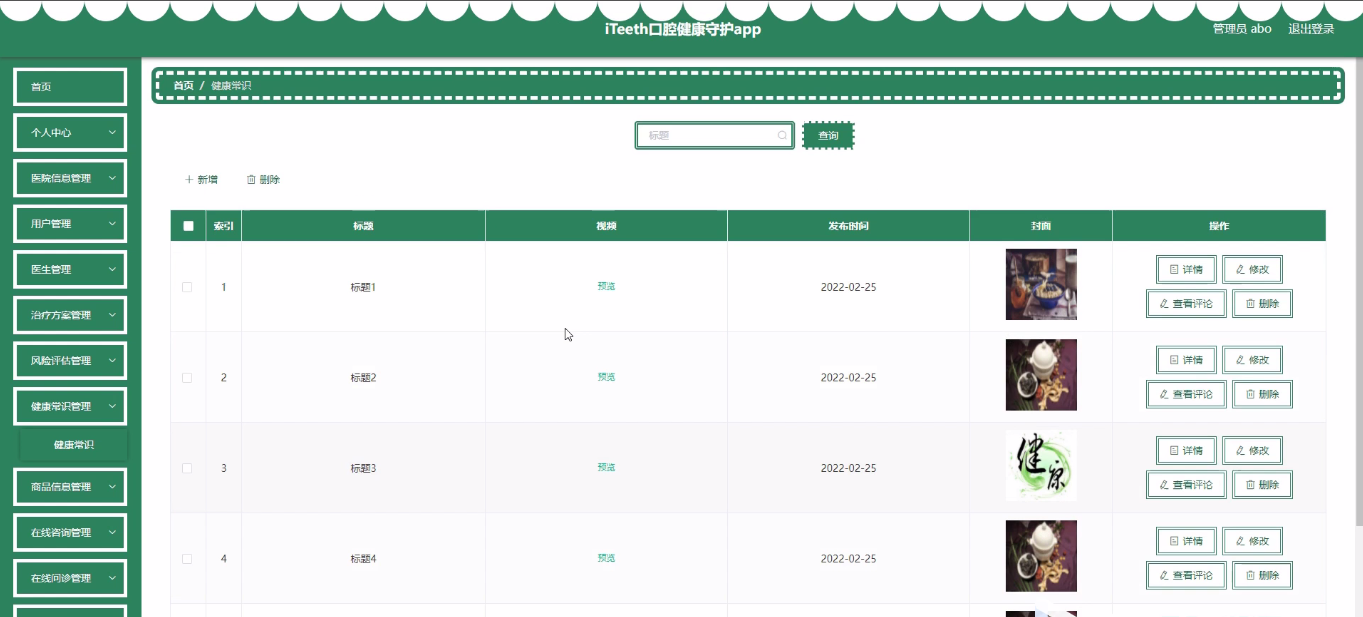 iTeeth口腔健康守护app
管理员 abo 退出登录
首页
个人中心
医院信息管理
用户管理
医生管理
治疗方案管理
风险评估管理
健康常识管理
健康常识
商品信息管理
在线咨询管理
在线问诊管理
首页 / 健康常识
标题 查询
新增 删除
索引 标题 视频 发布时间 封面 操作
1 标题1 预览 2022-02-25 详情 修改
查看评论 删除
2 标题2 预览 2022-02-25 详情 修改
查看评论 删除
3 标题3 预览 2022-02-25 健康 详情 修改
查看评论 删除
4 标题4 预览 2022-02-25 详情 修改
查看评论 删除